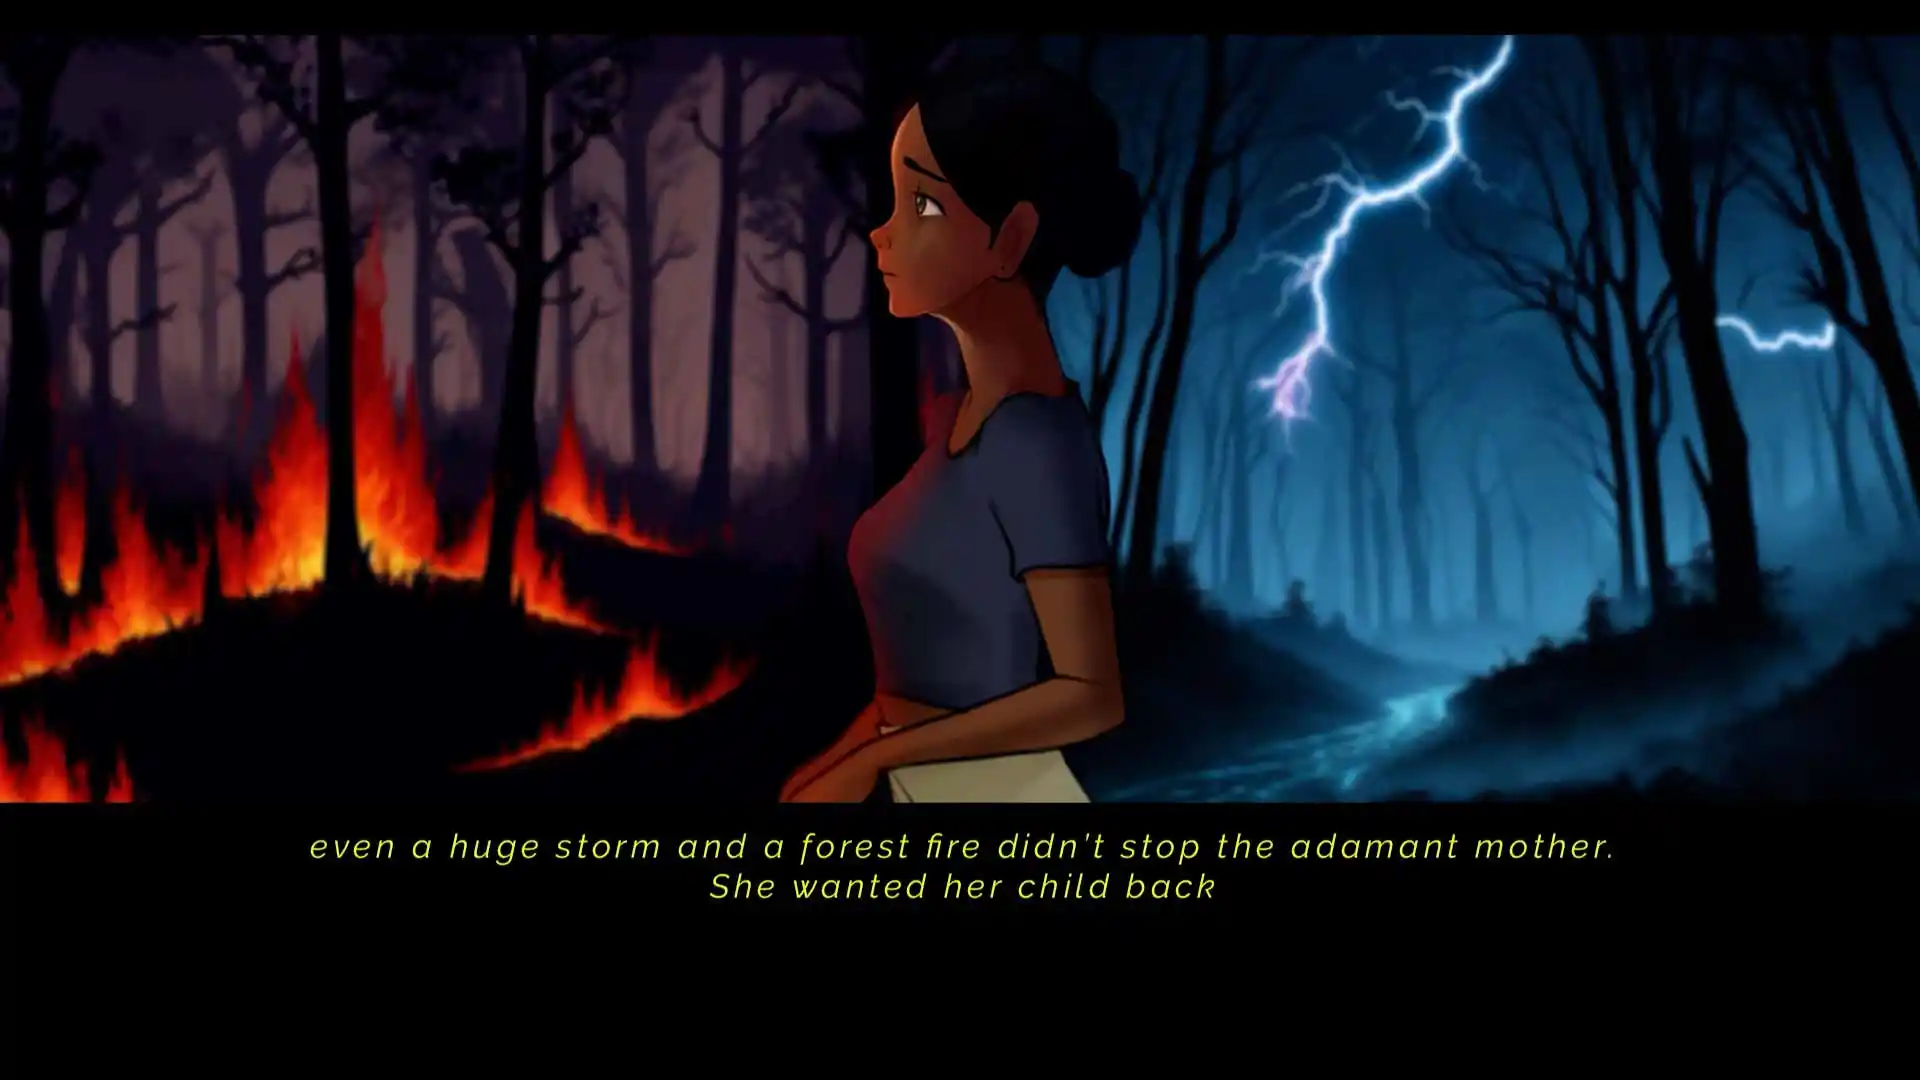 even a huge storm and a forest fire didn't stop the adamant mother.
She wanted her child back